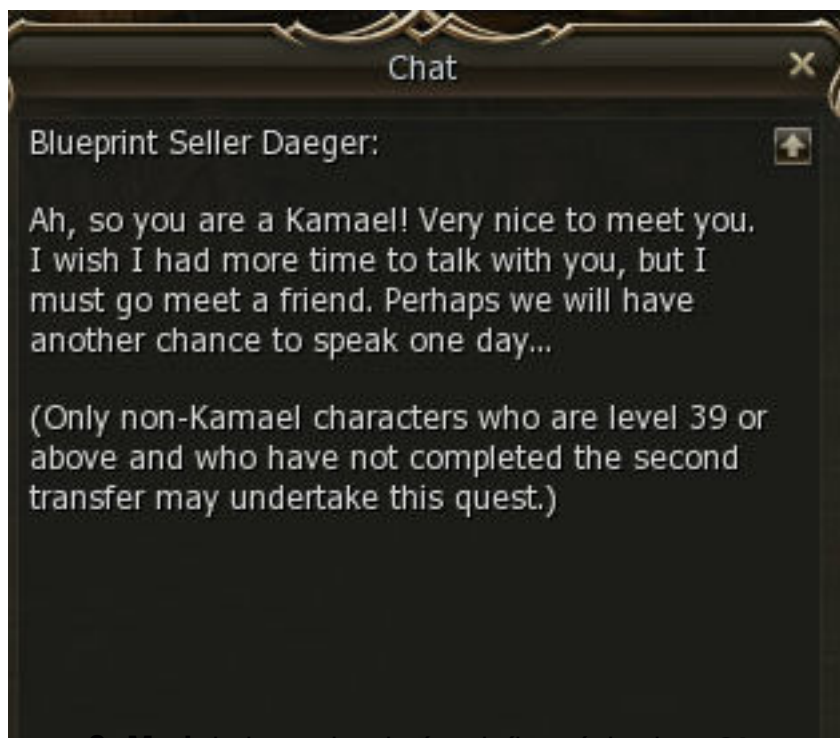 Chat
Blueprint Seller Daeger:
Ah, so you are a Kamael! Very nice to meet you.
I wish I had more time to talk with you, but I
must go meet a friend. Perhaps we will have
another chance to speak one day...
(Only non-Kamael characters who are level 39 or
above and who have not completed the second
transfer may undertake this quest.)